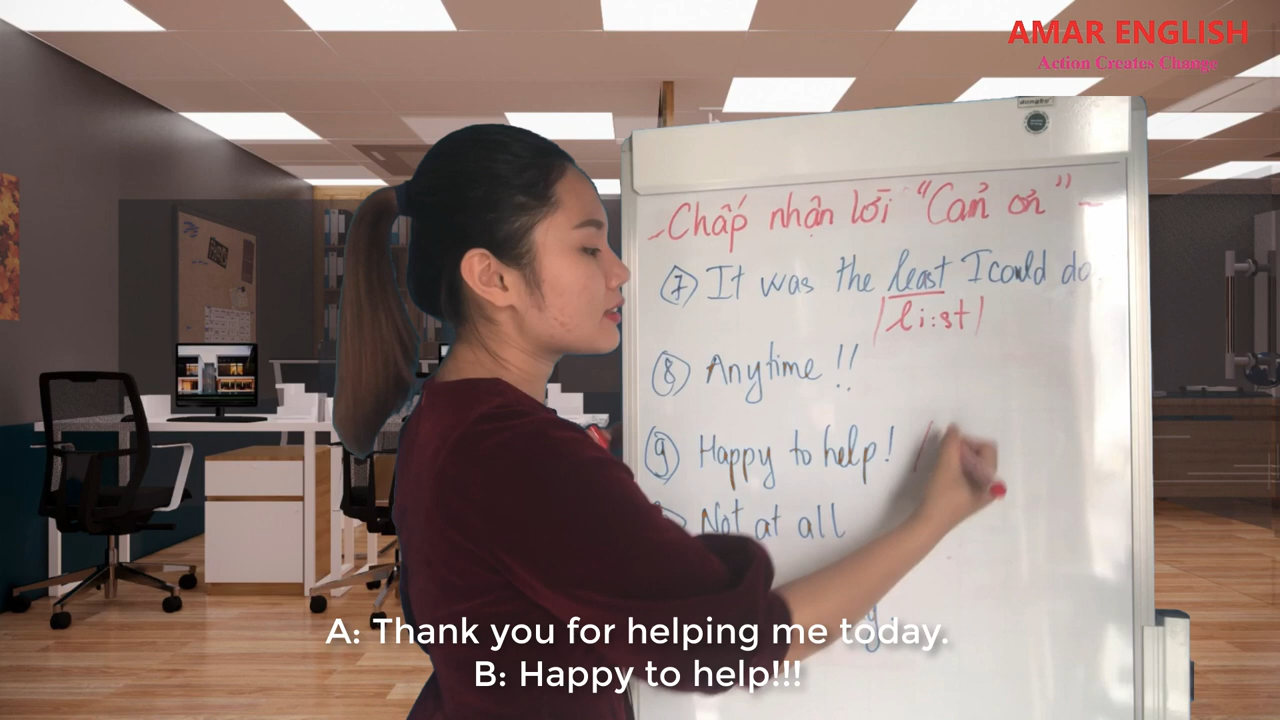 AMAR ENGLISH
Action Creates Change
Chấp nhận lời "Cảm ơn"
⑦ It was the least I could do
/li:st/
⑧ Anytime !!
⑨ Happy to help! /
Not at all
A: Thank you for helping me today.
B: Happy to help!!!